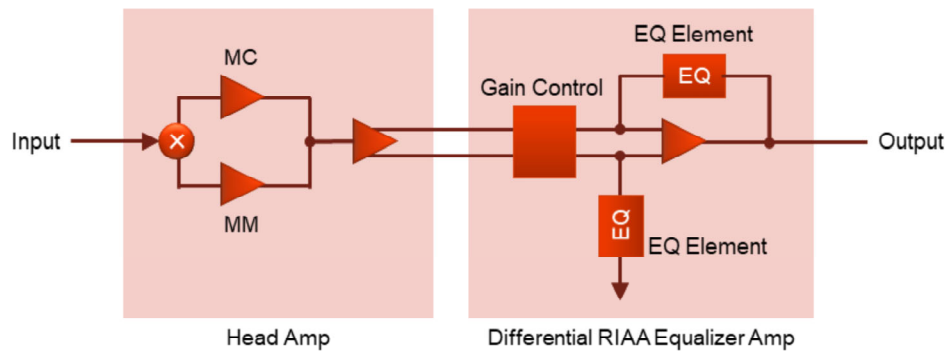 EQ Element
MC
EQ
Gain Control
Input
Output
MM
EQ
EQ Element
Head Amp
Differential RIAA Equalizer Amp